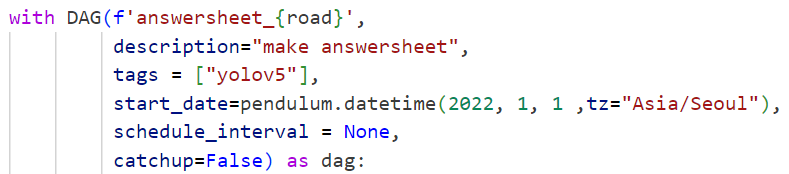 with DAG(f'answersheet_{road}',
description="make answersheet",
tags = ["yolov5"],
start_date=pendulum.datetime(2022, 1, 1 ,tz="Asia/Seoul"),
schedule_interval = None,
catchup=False) as dag: